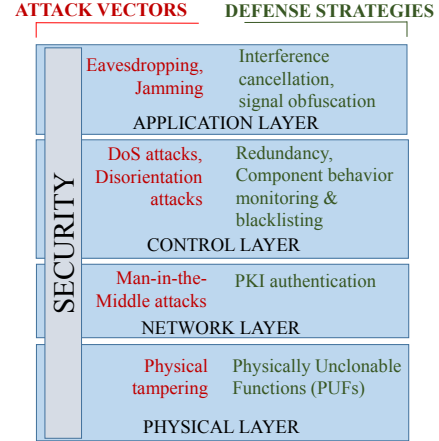 ATTACK VECTORS
DEFENSE STRATEGIES
SECURITY
Eavesdropping,
Jamming
Interference
cancellation,
signal obfuscation
APPLICATION LAYER
DoS attacks,
Disorientation
attacks
Redundancy,
Component behavior
monitoring &
blacklisting
CONTROL LAYER
Man-in-the-
Middle attacks
PKI authentication
NETWORK LAYER
Physical
tampering
Physically Unclonable
Functions (PUFs)
PHYSICAL LAYER